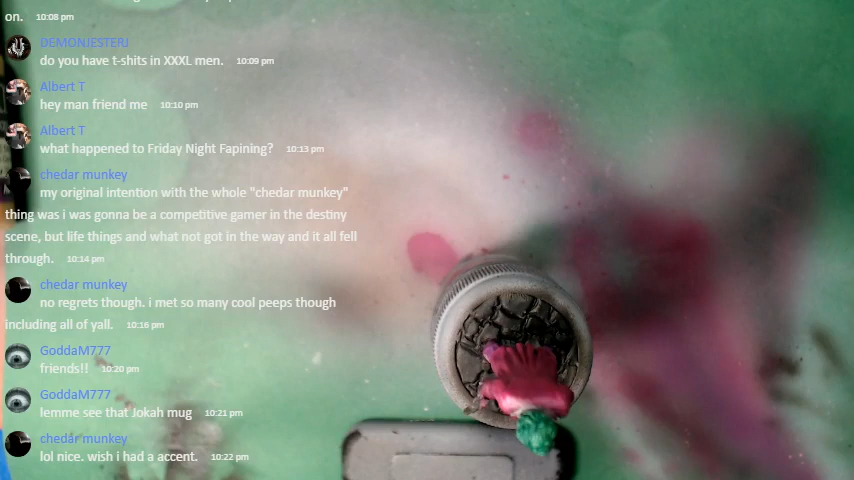 on. 10:08 pm
DEMONJESTERJ
do you have t-shits in XXXL men. 10:09 pm
Albert T
hey man friend me 10:10 pm
Albert T
what happened to Friday Night Fapining? 10:13 pm
chedar munkey
my original intention with the whole "chedar munkey"
thing was i was gonna be a competitive gamer in the destiny
scene, but life things and what not got in the way and it all fell
through. 10:14 pm
chedar munkey
no regrets though. i met so many cool peeps though
including all of yall. 10:16 pm
GoddaM777
friends!! 10:20 pm
GoddaM777
lemme see that Jokah mug 10:21 pm
chedar munkey
lol nice. wish i had a accent. 10:22 pm